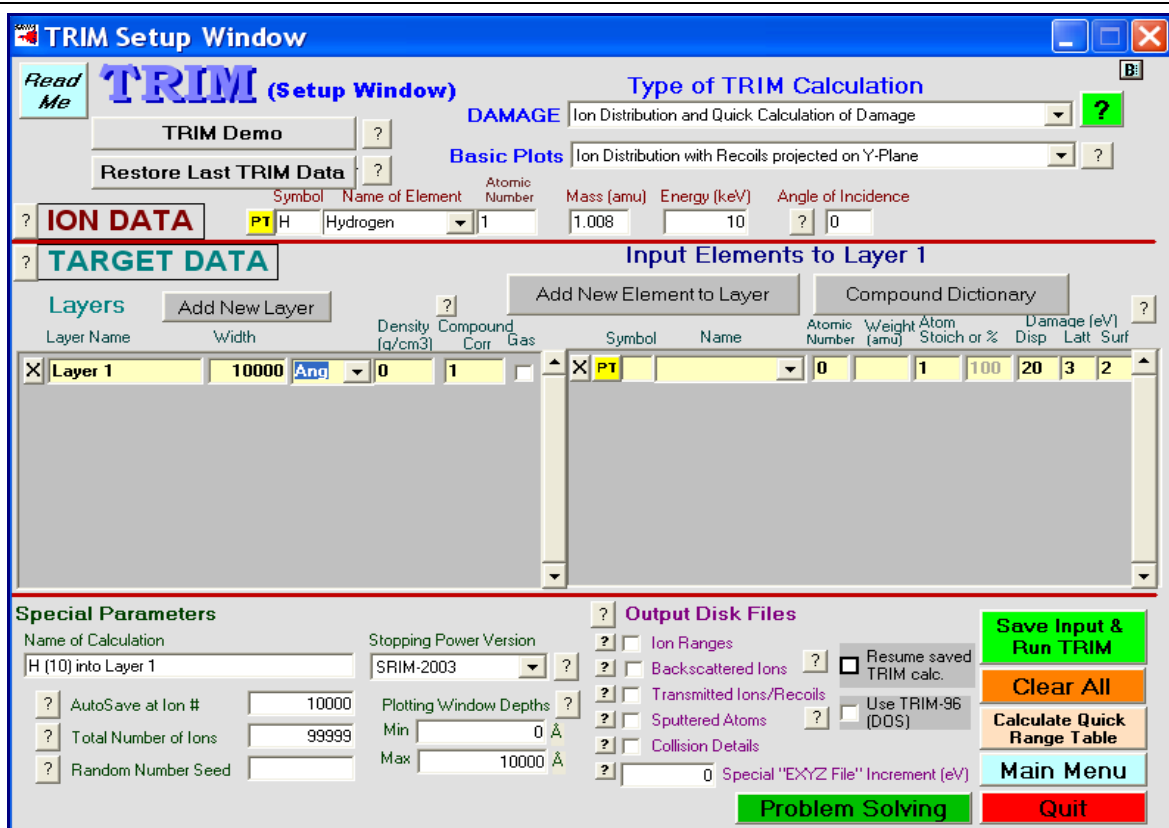 TRIM Setup Window
Read
Me
TRIM (Setup Window)
B
Type of TRIM Calculation
DAMAGE Ion Distribution and Quick Calculation of Damage ?
TRIM Demo ?
Basic Plots Ion Distribution with Recoils projected on Y-Plane ?
Restore Last TRIM Data ?
Symbol Name of Element Atomic
Number Mass (amu) Energy (keV) Angle of Incidence
? ION DATA PT H Hydrogen 1 1.008 10 ? 0
? TARGET DATA
Input Elements to Layer 1
Layers Add New Layer ?
Add New Element to Layer Compound Dictionary ?
Layer Name Width Density
(g/cm3) Compound
Corr Gas
Symbol Name Atomic
Number Weight
(amu) Atom
Stoich or % Damage (eV)
Disp Latt Surf
X Layer 1 10000 Ang 0 1
X PT 0 1 100 20 3 2
Special Parameters
Name of Calculation
H (10) into Layer 1
Stopping Power Version
SRIM-2003 ?
? AutoSave at Ion # 10000
? Total Number of Ions 99999
? Random Number Seed
Plotting Window Depths ?
Min 0 Å
Max 10000 Å
? Output Disk Files
? Ion Ranges
? Backscattered Ions
? Transmitted Ions/Recoils
? Sputtered Atoms
? Collision Details
? 0 Special "EXYZ File" Increment (eV)
? Resume saved
TRIM calc.
? Use TRIM-96
(DOS)
Save Input &
Run TRIM
Clear All
Calculate Quick
Range Table
Main Menu
Problem Solving
Quit